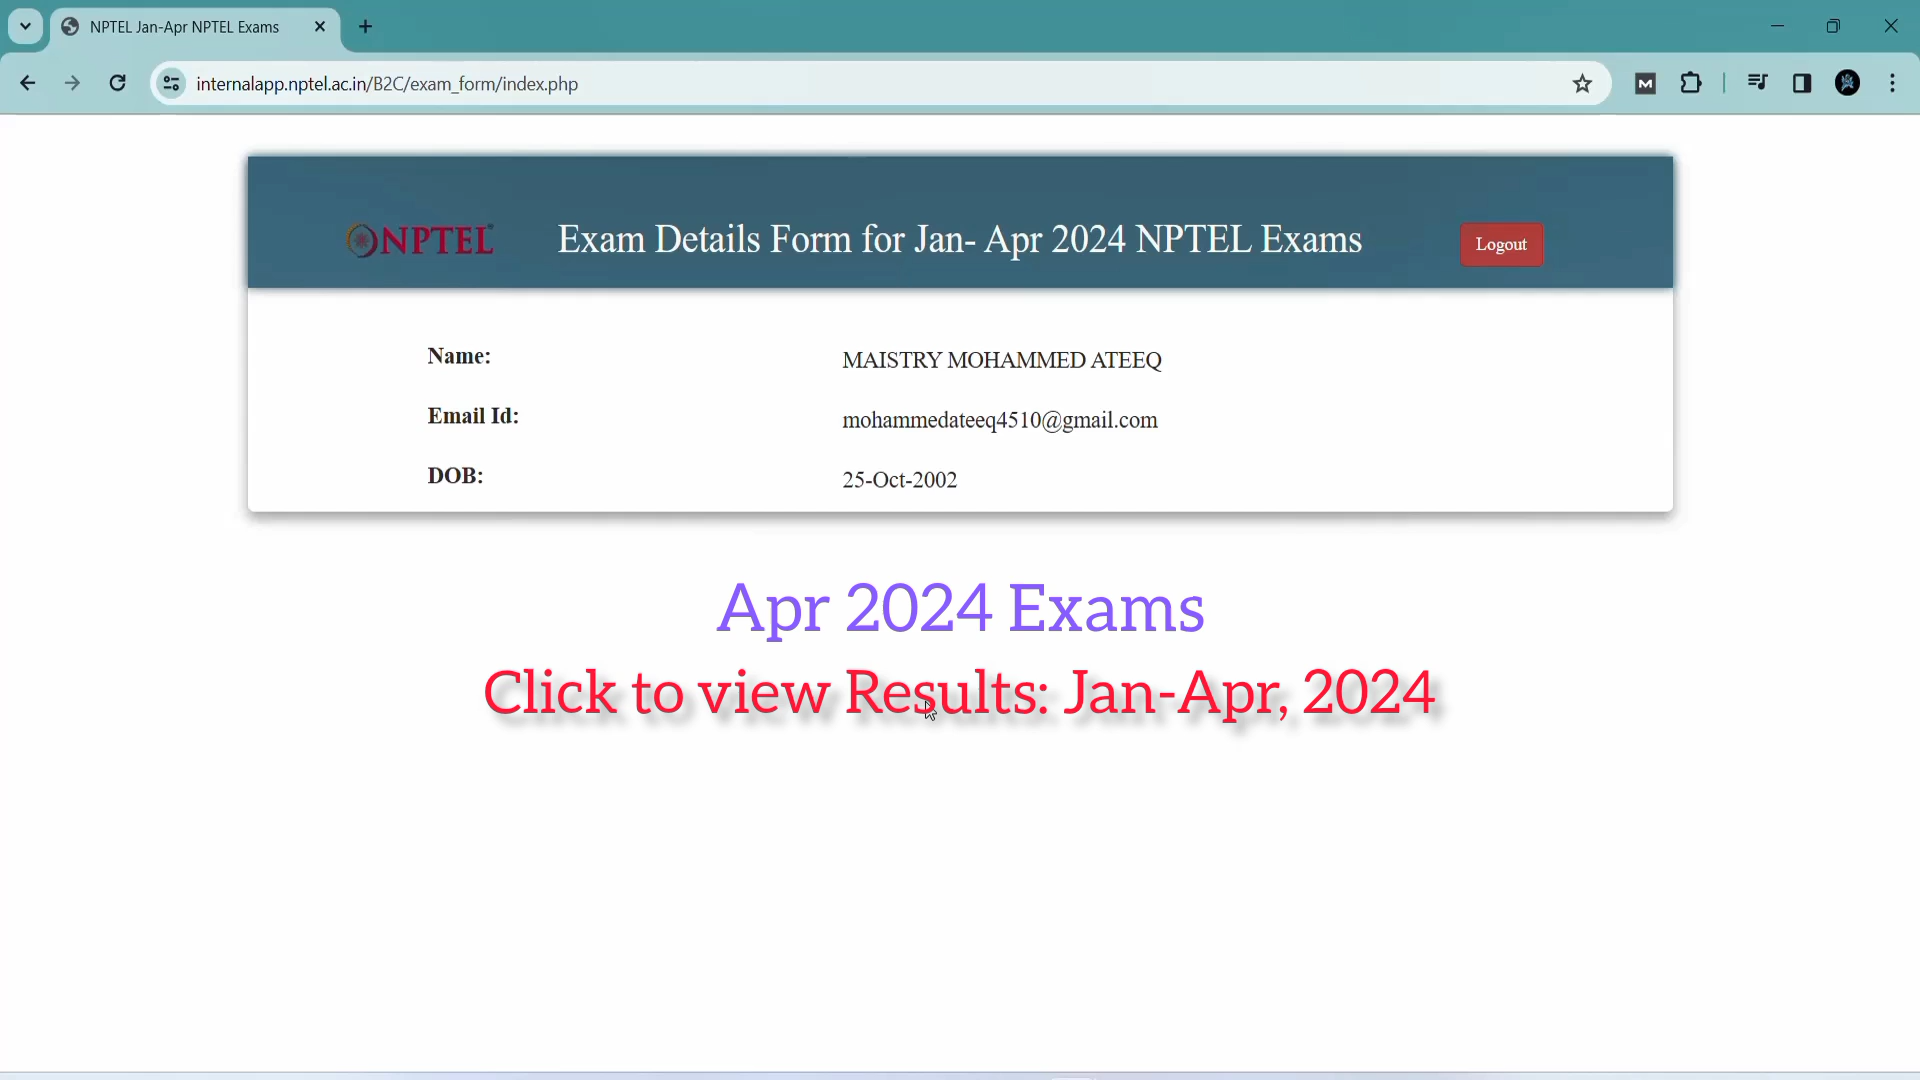 NPTEL Jan-Apr NPTEL Exams
internalapp.nptel.ac.in/B2C/exam_form/index.php
NPTEL
Exam Details Form for Jan- Apr 2024 NPTEL Exams
Logout
Name:
MAISTRY MOHAMMED ATEEQ
Email Id:
mohammedateeq4510@gmail.com
DOB:
25-Oct-2002
Apr 2024 Exams
Click to view Results: Jan-Apr, 2024